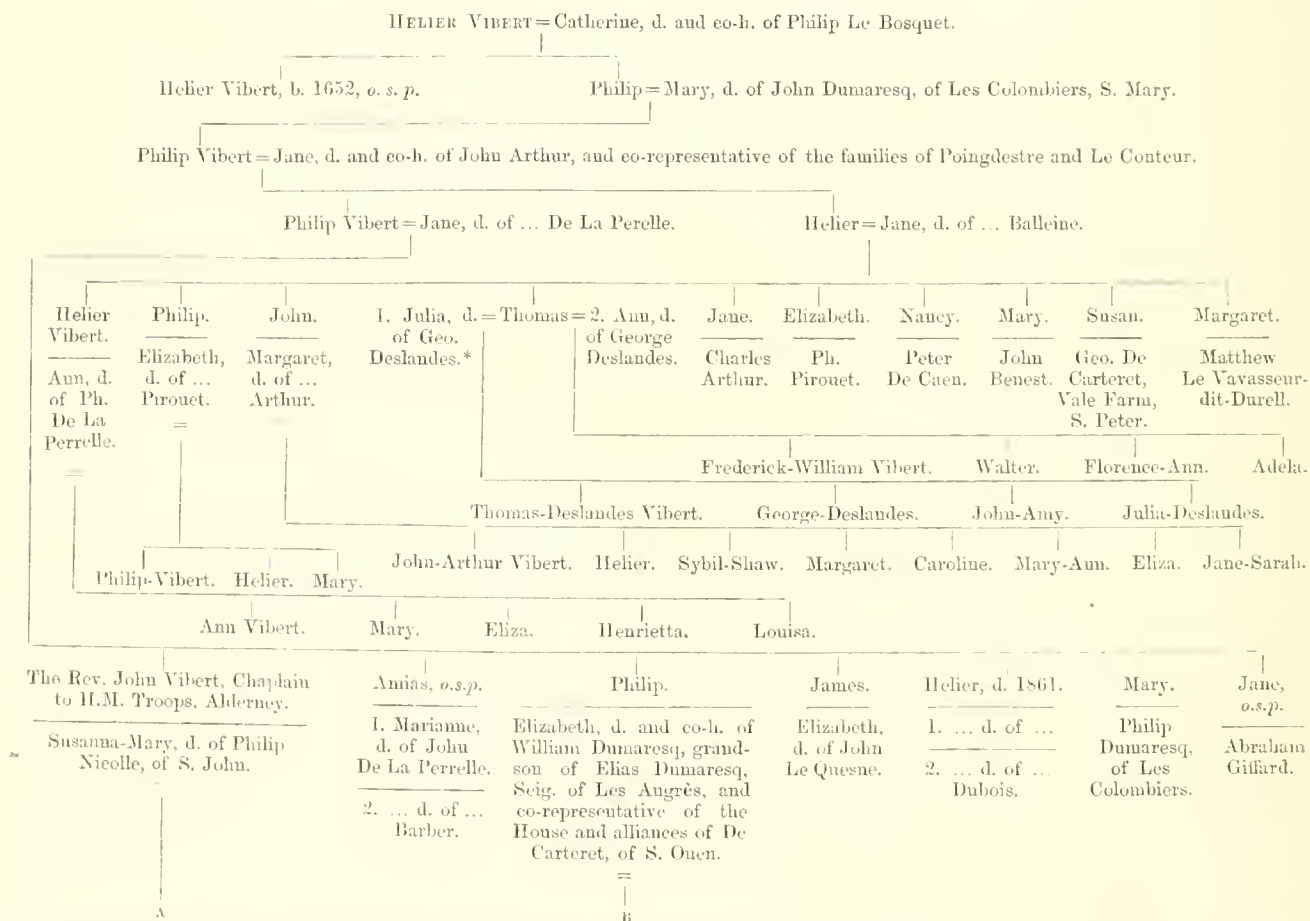 HELIER VIBERT=Catherine, d. and co-h. of Philip Le Bosquet.
Helier Vibert, b. 1652, o. s. p. Philip=Mary, d. of John Dumaresq, of Les Colombiers, S. Mary.
Philip Vibert=Jane, d. and co-h. of John Arthur, and co-representative of the families of Poingdestre and Le Conteur.
Philip Vibert=Jane, d. of ... De La Perelle. Helier=Jane, d. of ... Balleine.
Helier Philip. John. 1. Julia, d.=Thomas=2. Ann, d. Jane. Elizabeth. Nancy. Mary. Susan. Margaret.
Vibert. of Geo. of George
Deslandes.* Deslandes.
Elizabeth, Margaret, Charles Ph. Peter John Geo. De Matthew
Ann, d. d. of ... d. of ... Arthur. Pirouet. De Caen. Benest. Carteret, Le Vavasseur-
of Ph. Pirouet. Arthur. Vale Farm, dit-Durell.
De La = S. Peter.
Perrelle.
=
Frederick-William Vibert. Walter. Florence-Ann. Adela-
Thomas-Deslandes Vibert. George-Deslandes. John-Amy. Julia-Deslandes.
John-Arthur Vibert. Helier. Sybil-Shaw. Margaret. Caroline. Mary-Ann. Eliza. Jane-Sarah.
Philip-Vibert. Helier. Mary.
Ann Vibert. Mary. Eliza. Henrietta. Louisa.
The Rev. John Vibert, Chaplain Amias, o.s.p. Philip. James. Helier, d. 1861. Mary. Jane,
to H.M. Troops, Alderney. o.s.p.
Susanna-Mary, d. of Philip 1. Marianne, Elizabeth, d. and co-h. of Elizabeth, 1. ... d. of ... Philip Abraham
Nicolle, of S. John. d. of John William Dumaresq, grand- d. of John Dumaresq, Giffard.
De La Perrelle. son of Elias Dumaresq, Le Quesne. 2. ... d. of ... of Les
Seig. of Les Augrès, and Dubois. Colombiers.
2. ... d. of ... co-representative of the
Barber. House and alliances of De
Carteret, of S. Ouen.
=
A B